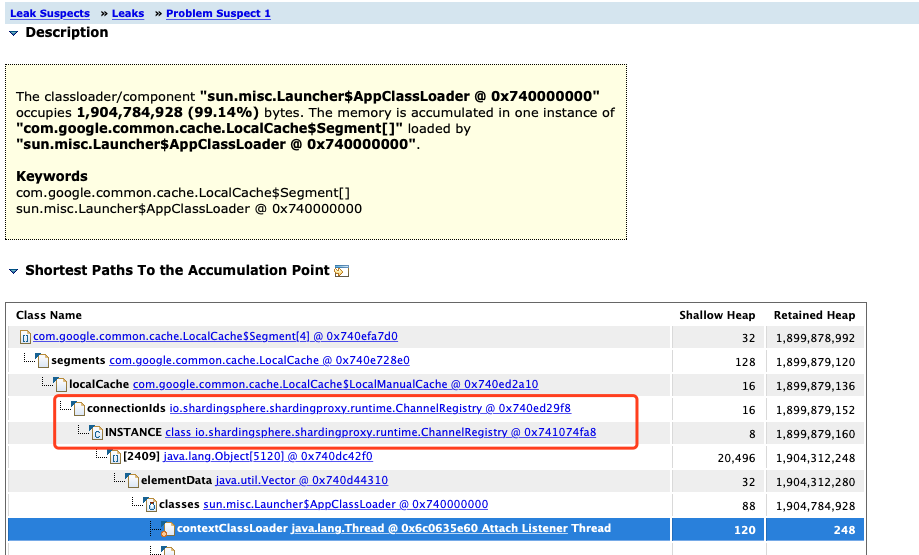 Leak Suspects » Leaks » Problem Suspect 1
Description
The classloader/component "sun.misc.Launcher$AppClassLoader @ 0x740000000"
occupies 1,904,784,928 (99.14%) bytes. The memory is accumulated in one instance of
"com.google.common.cache.LocalCache$Segment[]" loaded by
"sun.misc.Launcher$AppClassLoader @ 0x740000000".
Keywords
com.google.common.cache.LocalCache$Segment[]
sun.misc.Launcher$AppClassLoader @ 0x740000000
Shortest Paths To the Accumulation Point
Class Name Shallow Heap Retained Heap
com.google.common.cache.LocalCache$Segment[4] @ 0x740efa7d0 32 1,899,878,992
segments com.google.common.cache.LocalCache @ 0x740e728e0 128 1,899,879,120
localCache com.google.common.cache.LocalCache$LocalManualCache @ 0x740ed2a10 16 1,899,879,136
connectionIds io.shardingsphere.shardingproxy.runtime.ChannelRegistry @ 0x740ed29f8 16 1,899,879,152
INSTANCE class io.shardingsphere.shardingproxy.runtime.ChannelRegistry @ 0x741074fa8 8 1,899,879,160
[2409] java.lang.Object[5120] @ 0x740dc42f0 20,496 1,904,312,248
elementData java.util.Vector @ 0x740d44310 32 1,904,312,280
classes sun.misc.Launcher$AppClassLoader @ 0x740000000 88 1,904,784,928
contextClassLoader java.lang.Thread @ 0x6c0635e60 Attach Listener Thread 120 248